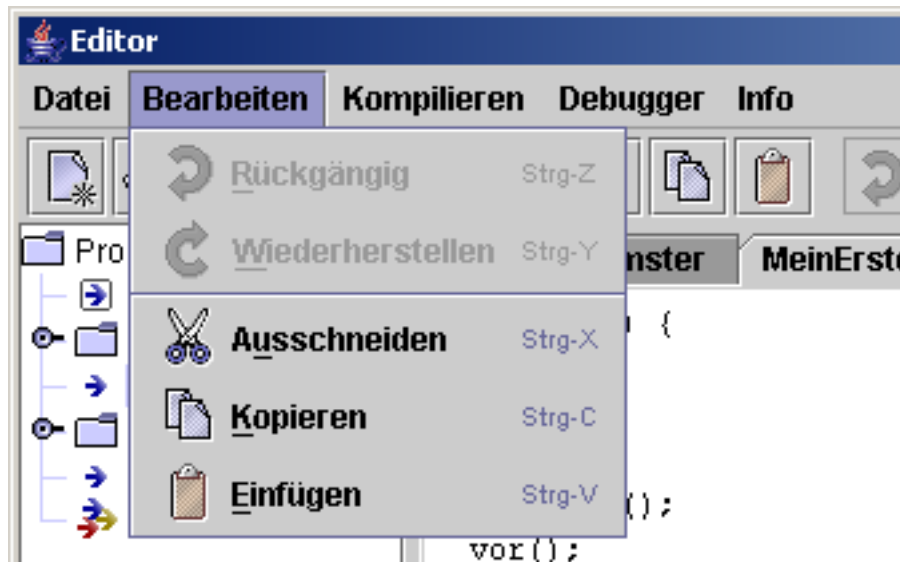 Editor
Datei Bearbeiten Kompilieren Debugger Info
Rückgängig Strg-Z
Wiederherstellen Strg-Y
Ausschneiden Strg-X
Kopieren Strg-C
Einfügen Strg-V
Pro
nster MeinErste
{
();
vor();